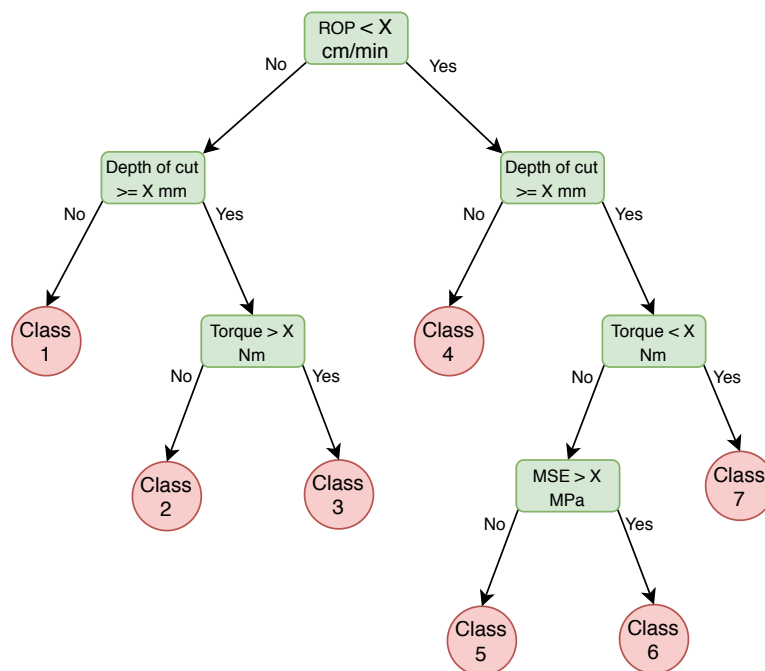 ROP < X
cm/min
No
Yes
Depth of cut
>= X mm
Depth of cut
>= X mm
No
Yes
No
Yes
Class
1
Torque > X
Nm
Class
4
Torque < X
Nm
No
Yes
No
Yes
Class
2
Class
3
MSE > X
MPa
Class
7
No
Yes
Class
5
Class
6